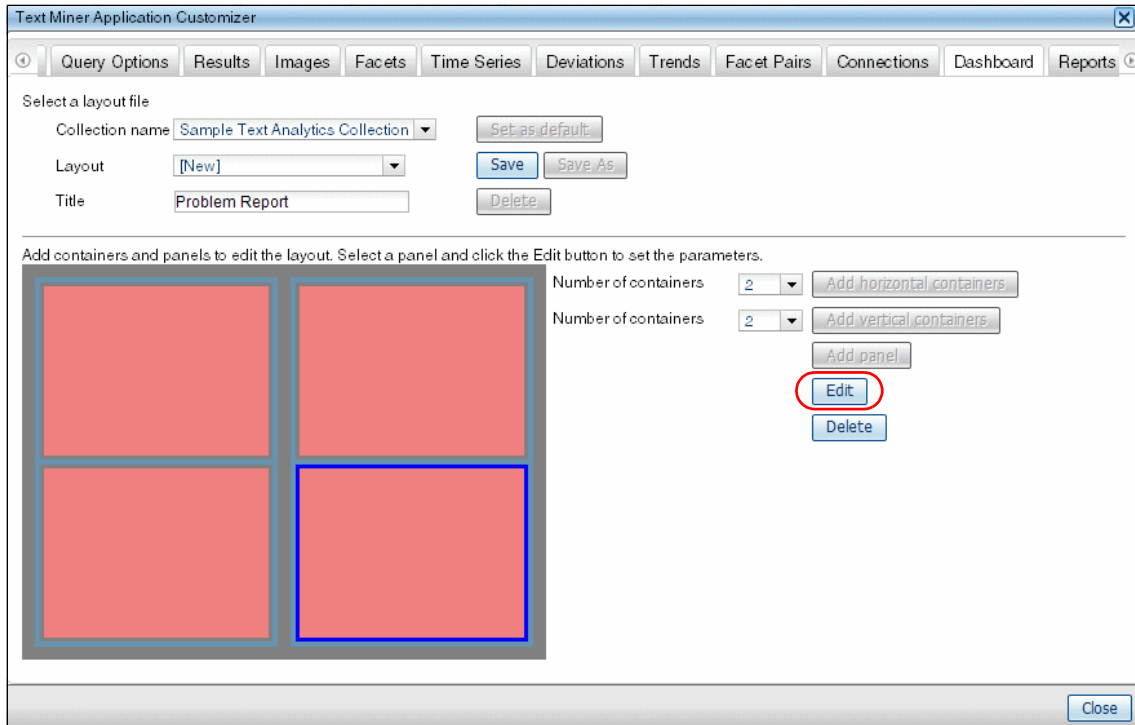 Text Miner Application Customizer
Query Options Results Images Facets Time Series Deviations Trends Facet Pairs Connections Dashboard Reports
Select a layout file
Collection name Sample Text Analytics Collection Set as default
Layout [New] Save Save As
Title Problem Report Delete
Add containers and panels to edit the layout. Select a panel and click the Edit button to set the parameters.
Number of containers 2 Add horizontal containers
Number of containers 2 Add vertical containers
Add panel
Edit
Delete
Close